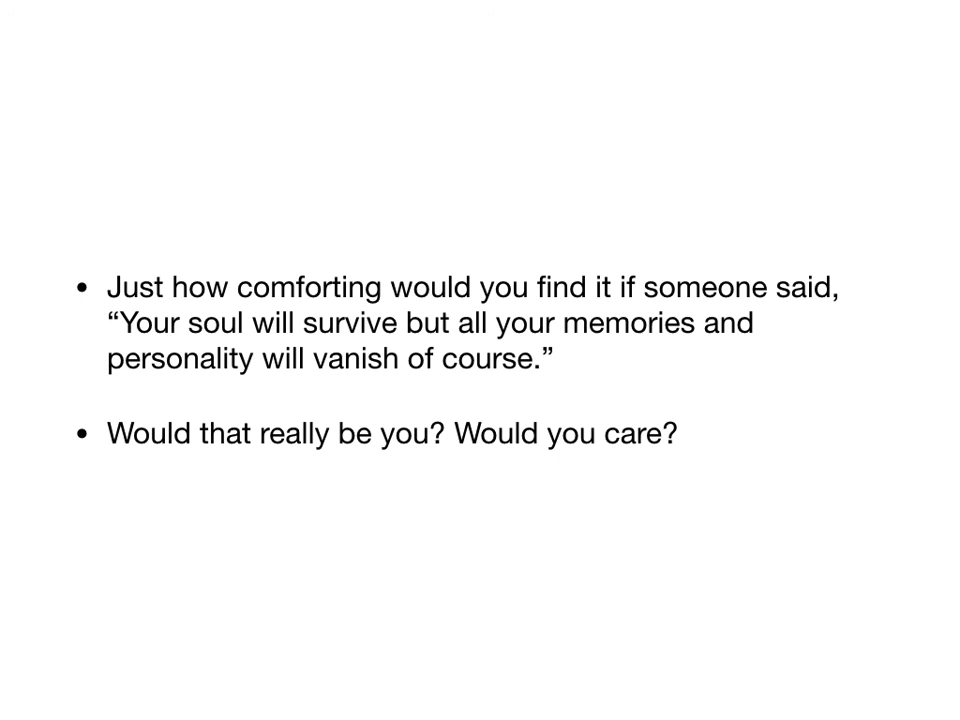 • Just how comforting would you find it if someone said,
“Your soul will survive but all your memories and
personality will vanish of course.”
• Would that really be you? Would you care?